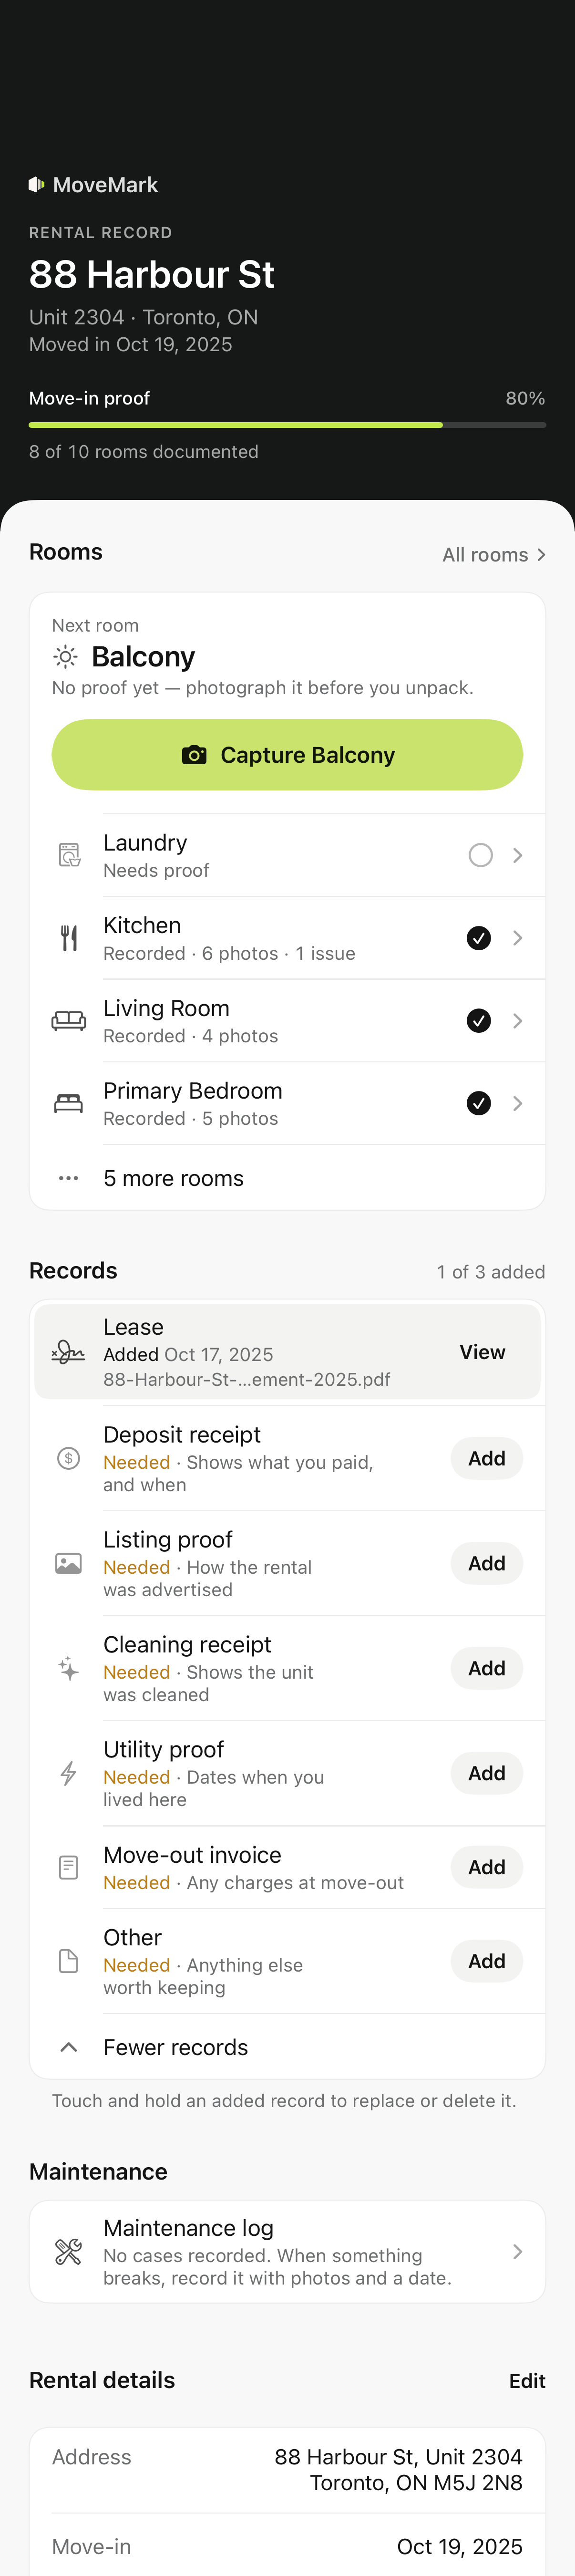 MoveMark
RENTAL RECORD
88 Harbour St
Unit 2304 · Toronto, ON
Moved in Oct 19, 2025
Move-in proof 80%
8 of 10 rooms documented
Rooms All rooms
Next room
Balcony
No proof yet — photograph it before you unpack.
Capture Balcony
Laundry
Needs proof
Kitchen
Recorded · 6 photos · 1 issue
Living Room
Recorded · 4 photos
Primary Bedroom
Recorded · 5 photos
5 more rooms
Records 1 of 3 added
Lease
Added Oct 17, 2025
88-Harbour-St-...ement-2025.pdf
View
Deposit receipt
Needed · Shows what you paid,
and when
Add
Listing proof
Needed · How the rental
was advertised
Add
Cleaning receipt
Needed · Shows the unit
was cleaned
Add
Utility proof
Needed · Dates when you
lived here
Add
Move-out invoice
Needed · Any charges at move-out
Add
Other
Needed · Anything else
worth keeping
Add
Fewer records
Touch and hold an added record to replace or delete it.
Maintenance
Maintenance log
No cases recorded. When something
breaks, record it with photos and a date.
Rental details Edit
Address 88 Harbour St, Unit 2304
Toronto, ON M5J 2N8
Move-in Oct 19, 2025